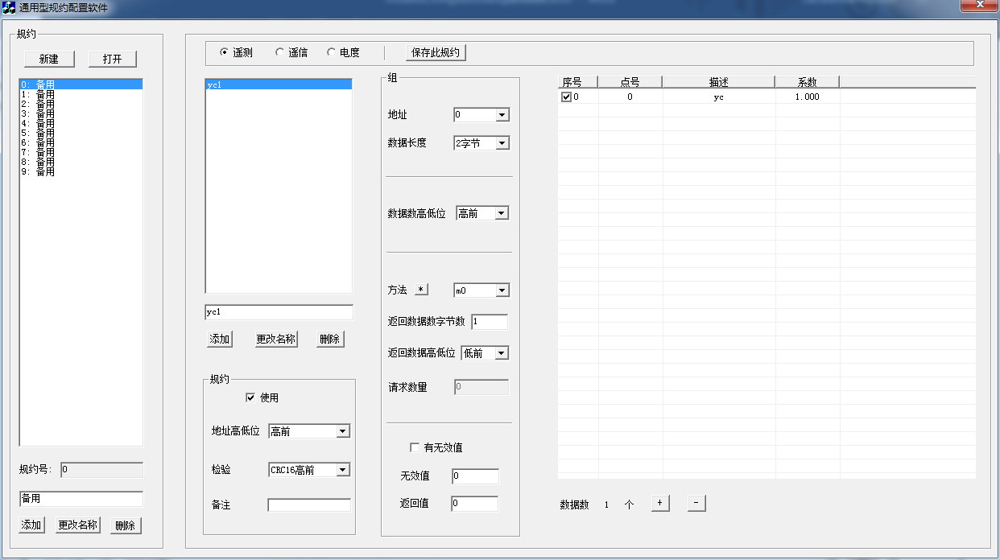 通用型规约配置软件
规约
新建 打开
0: 备用
1: 备用
2: 备用
3: 备用
4: 备用
5: 备用
6: 备用
7: 备用
8: 备用
9: 备用
规约号: 0
备用
添加 更改名称 删除
遥测 遥信 电度 保存此规约
yc1
yc1
添加 更改名称 删除
规约
使用
地址高低位 高前
检验 CRC16高前
备注
组
地址 0
数据长度 2字节
数据数高低位 高前
方法 * m0
返回数据数字节数 1
返回数据高低位 低前
请求数量 0
有无效值
无效值 0
返回值 0
序号 点号 描述 系数
0 0 yc 1.000
数据数 1 个 + -